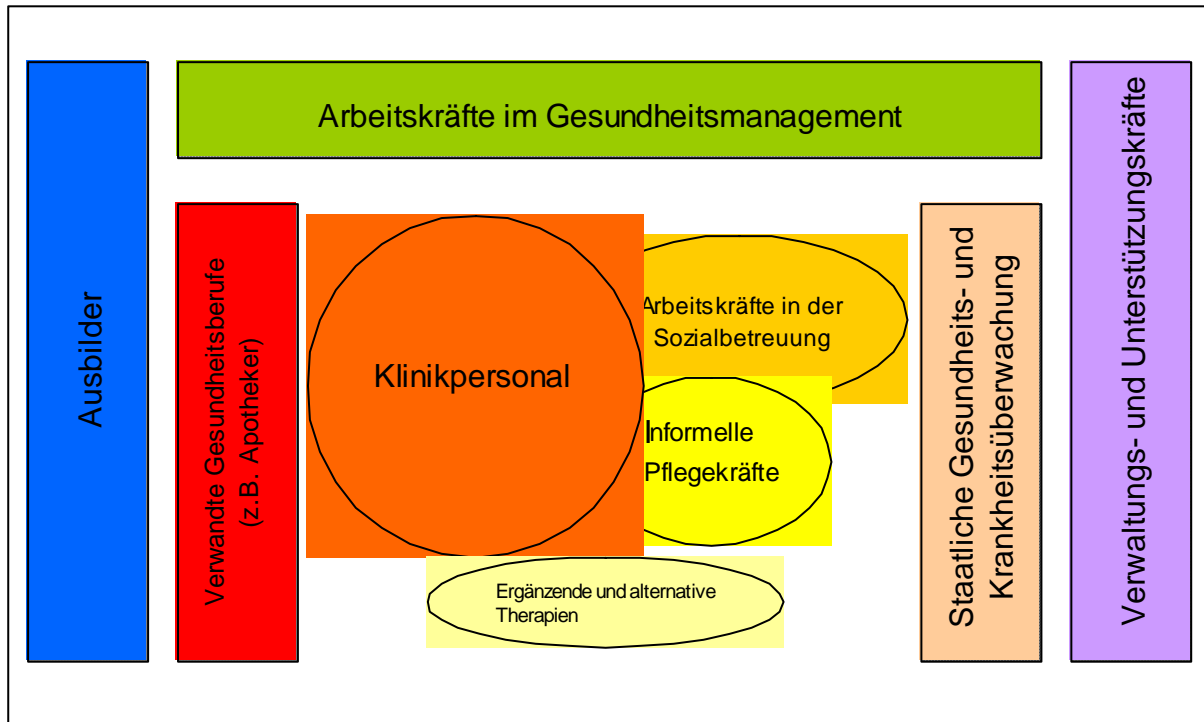 Ausbilder
Arbeitskräfte im Gesundheitsmanagement
Verwandte Gesundheitsberufe
(z.B. Apotheker)
Klinikpersonal
Arbeitskräfte in der
Sozialbetreuung
Informelle
Pflegekräfte
Ergänzende und alternative
Therapien
Staatliche Gesundheits- und
Krankheitsüberwachung
Verwaltungs- und Unterstützungskräfte